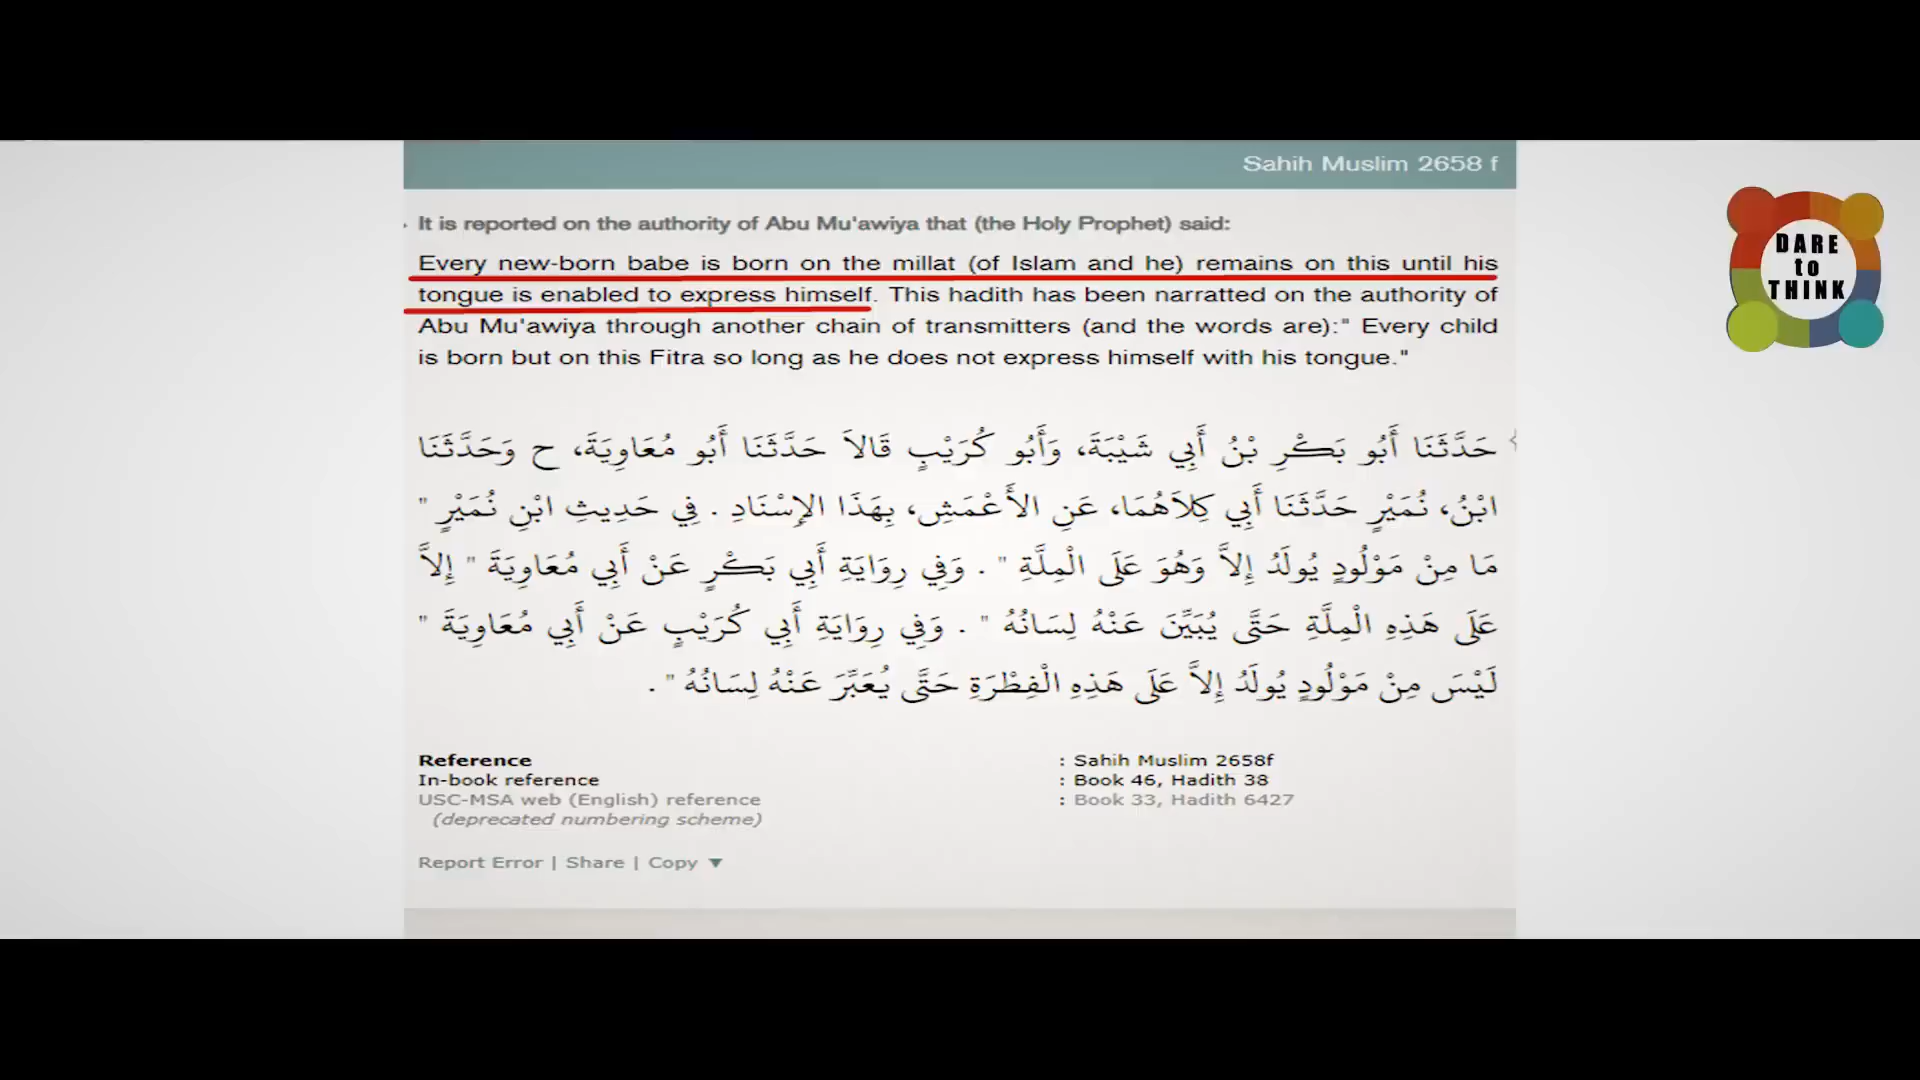 Sahih Muslim 2658 f
DARE
to
THINK
It is reported on the authority of Abu Mu'awiya that (the Holy Prophet) said:
Every new-born babe is born on the millat (of Islam and he) remains on this until his
tongue is enabled to express himself. This hadith has been narratted on the authority of
Abu Mu'awiya through another chain of transmitters (and the words are):" Every child
is born but on this Fitra so long as he does not express himself with his tongue."
حَدَّثَنَا أَبُو بَكْرِ بْنُ أَبِي شَيْبَةَ، وَأَبُو كُرَيْبٍ قَالاَ حَدَّثَنَا أَبُو مُعَاوِيَةَ، ح وَحَدَّثَنَا
ابْنُ، نُمَيْرٍ حَدَّثَنَا أَبِي كِلاَهُمَا، عَنِ الأَعْمَشِ، بِهَذَا الإِسْنَادِ . فِي حَدِيثِ ابْنِ نُمَيْرٍ "
مَا مِنْ مَوْلُودٍ يُولَدُ إِلاَّ وَهُوَ عَلَى الْمِلَّةِ " . وَفِي رِوَايَةِ أَبِي بَكْرٍ عَنْ أَبِي مُعَاوِيَةَ " إِلاَّ
عَلَى هَذِهِ الْمِلَّةِ حَتَّى يُبَيِّنَ عَنْهُ لِسَانُهُ " . وَفِي رِوَايَةِ أَبِي كُرَيْبٍ عَنْ أَبِي مُعَاوِيَةَ "
لَيْسَ مِنْ مَوْلُودٍ يُولَدُ إِلاَّ عَلَى هَذِهِ الْفِطْرَةِ حَتَّى يُعَبِّرَ عَنْهُ لِسَانُهُ " .
Reference : Sahih Muslim 2658f
In-book reference : Book 46, Hadith 38
USC-MSA web (English) reference : Book 33, Hadith 6427
(deprecated numbering scheme)
Report Error | Share | Copy ▼